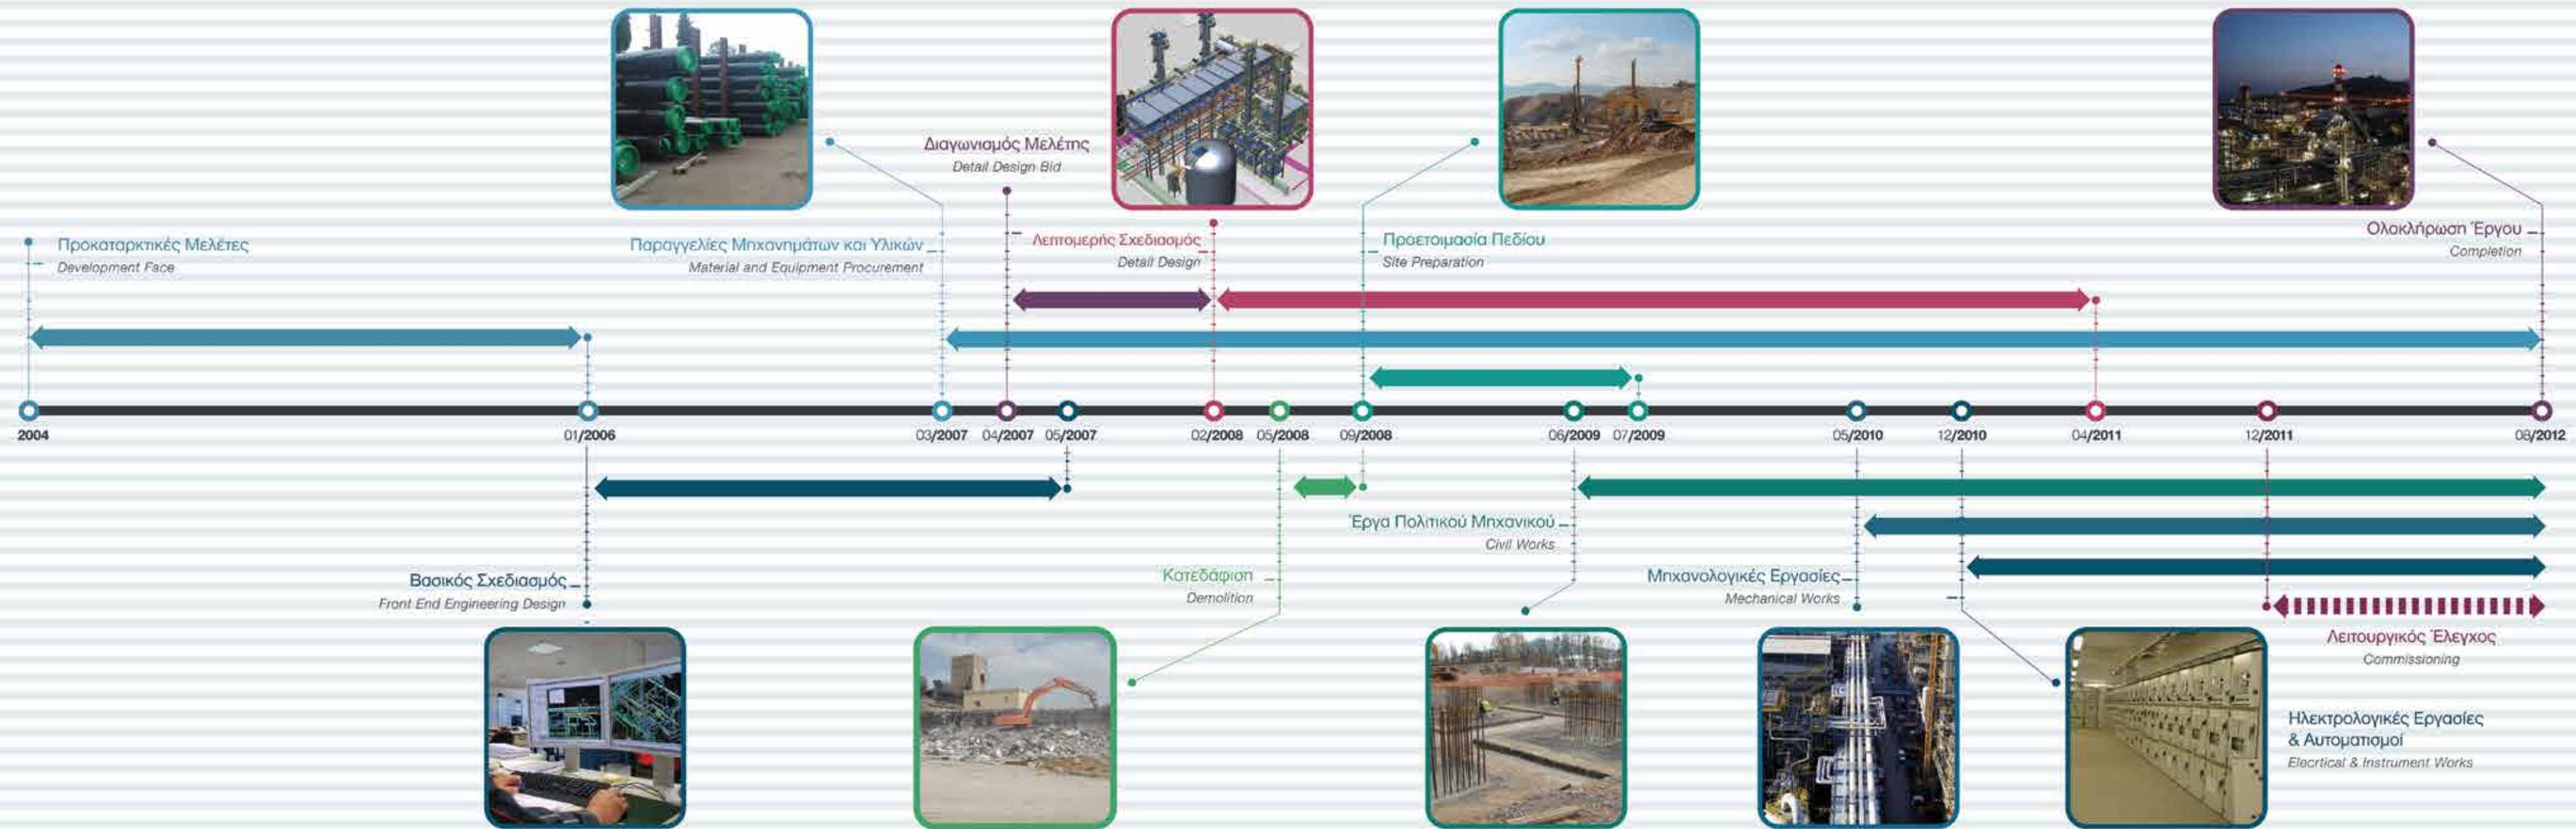 Διαγωνισμός Μελέτης
Detail Design Bid
Προκαταρκτικές Μελέτες
Development Face
Παραγγελίες Μηχανημάτων και Υλικών
Material and Equipment Procurement
Λεπτομερής Σχεδιασμός
Detail Design
Προετοιμασία Πεδίου
Site Preparation
Ολοκλήρωση Έργου
Completion
2004
01/2006
03/2007
04/2007
05/2007
02/2008
05/2008
09/2008
06/2009
07/2009
05/2010
12/2010
04/2011
12/2011
08/2012
Βασικός Σχεδιασμός
Front End Engineering Design
Κατεδάφιση
Demolition
Έργα Πολιτικού Μηχανικού
Civil Works
Μηχανολογικές Εργασίες
Mechanical Works
Λειτουργικός Έλεγχος
Commissioning
Ηλεκτρολογικές Εργασίες
& Αυτοματισμοί
Elecrtical & Instrument Works